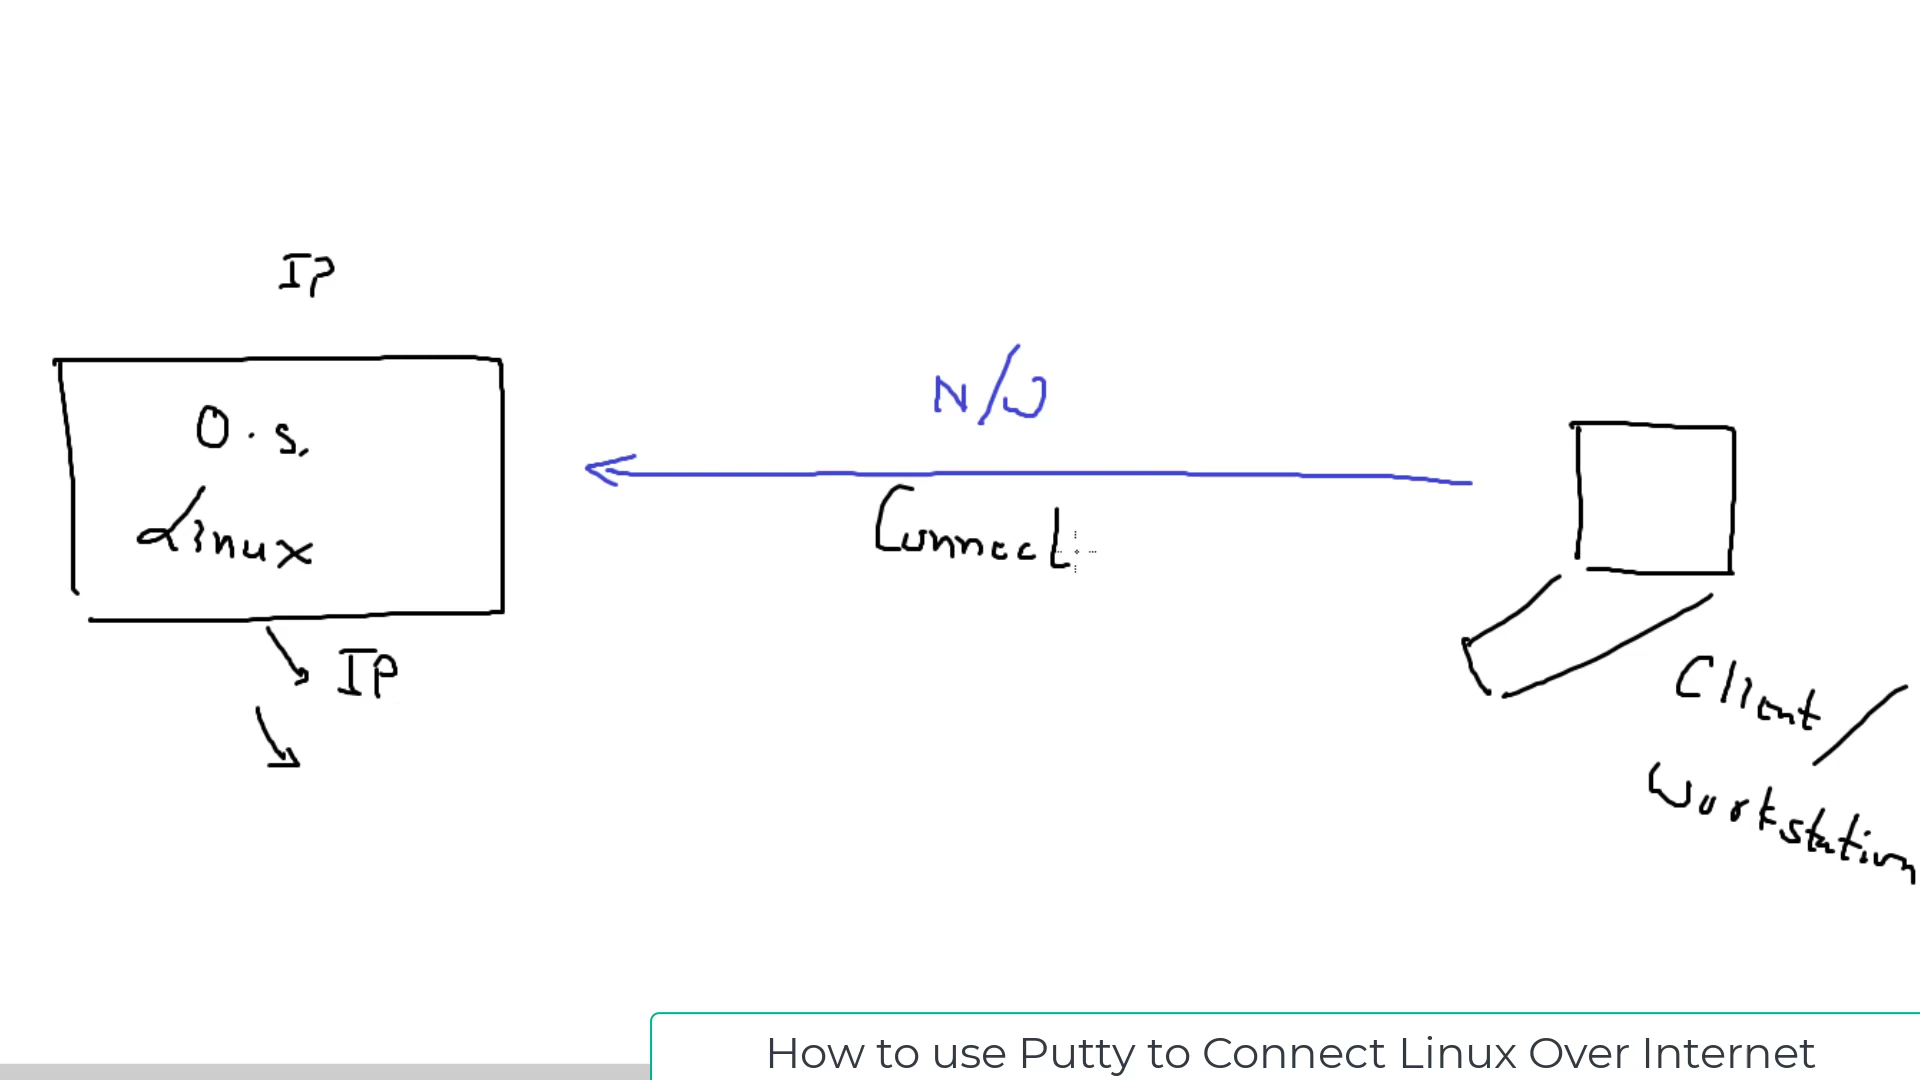 IP
O.S.
Linux
IP
N/W
Connect
Client/
Workstation
How to use Putty to Connect Linux Over Internet